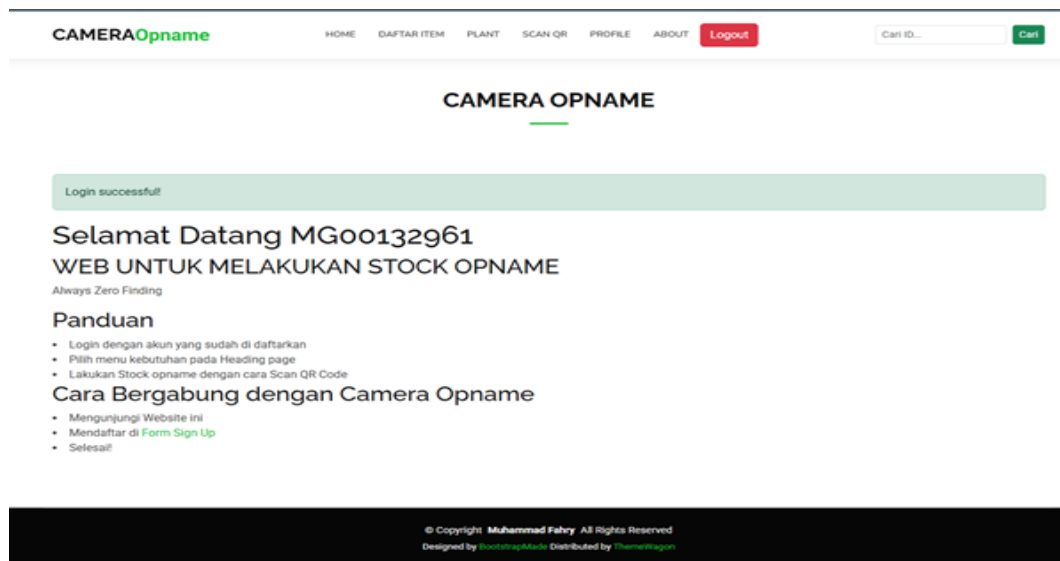 CAMERAOpname HOME DAFTAR ITEM PLANT SCAN QR PROFILE ABOUT Logout Cari ID... Cari
CAMERA OPNAME
Login successful!
Selamat Datang MG00132961
WEB UNTUK MELAKUKAN STOCK OPNAME
Always Zero Finding
Panduan
• Login dengan akun yang sudah di daftarkan
• Pilih menu kebutuhan pada Heading page
• Lakukan Stock opname dengan cara Scan QR Code
Cara Bergabung dengan Camera Opname
• Mengunjungi Website ini
• Mendaftar di Form Sign Up
• Selesai!
© Copyright Muhammad Fahry All Rights Reserved
Designed by BootstrapMade Distributed by ThemeWagon